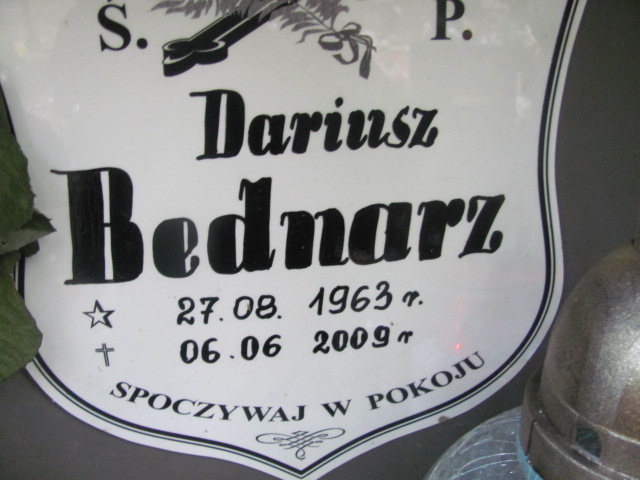 Ś. P.
Dariusz
Bednarz
27.08. 1963 r.
06.06 2009 r
SPOCZYWAJ W POKOJU